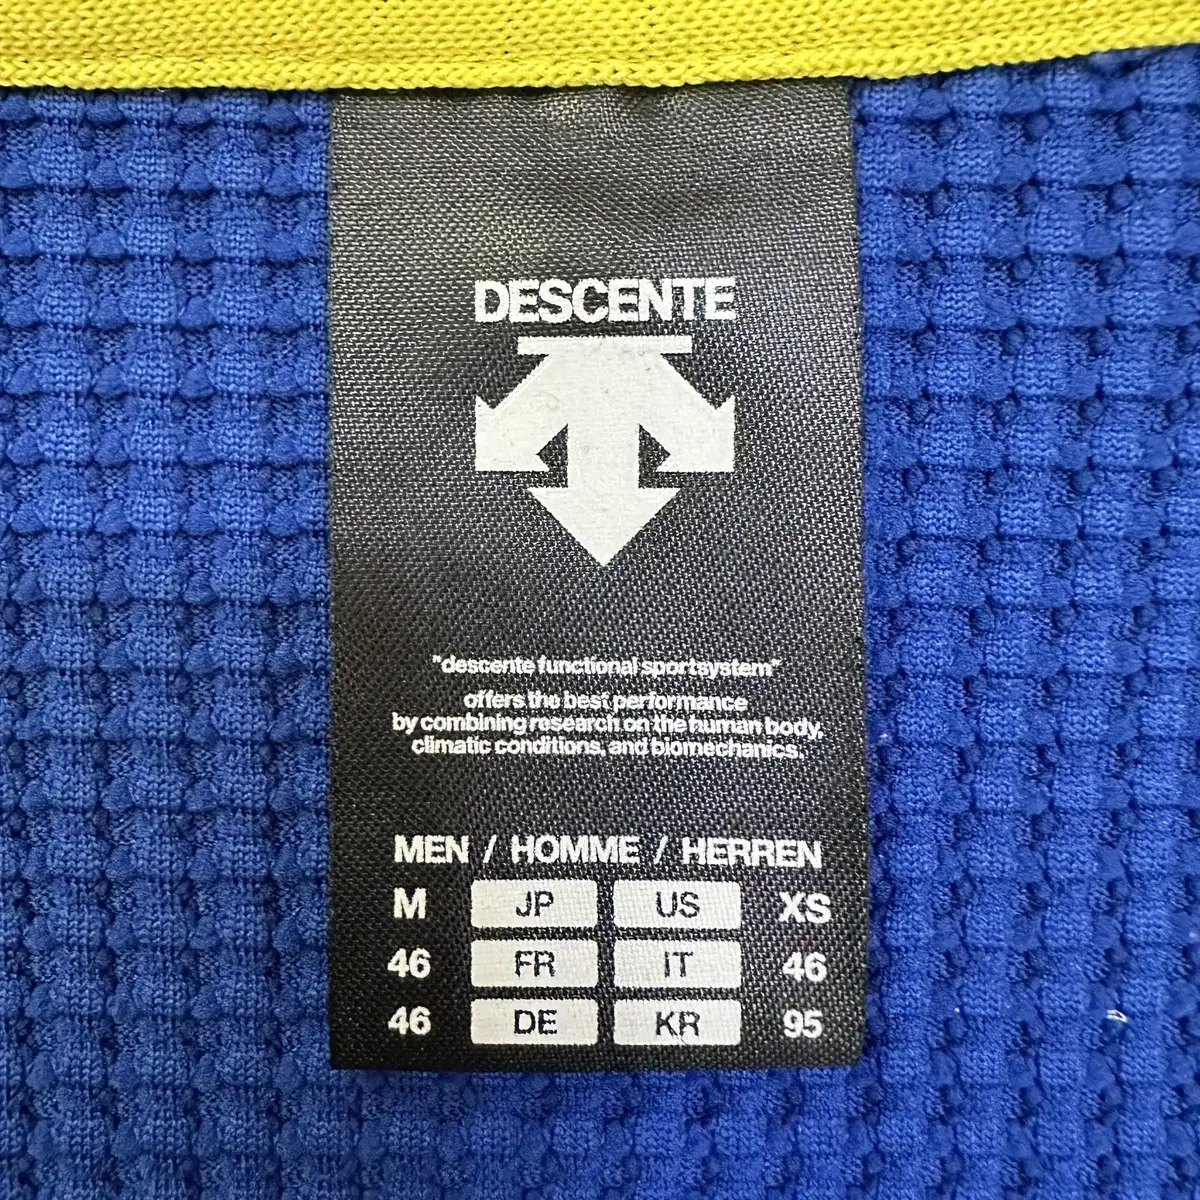 DESCENTE
"descente functional sportsystem"
offers the best performance
by combining research on the human body,
climatic conditions, and biomechanics.
MEN / HOMME / HERREN
M JP US XS
46 FR IT 46
46 DE KR 95